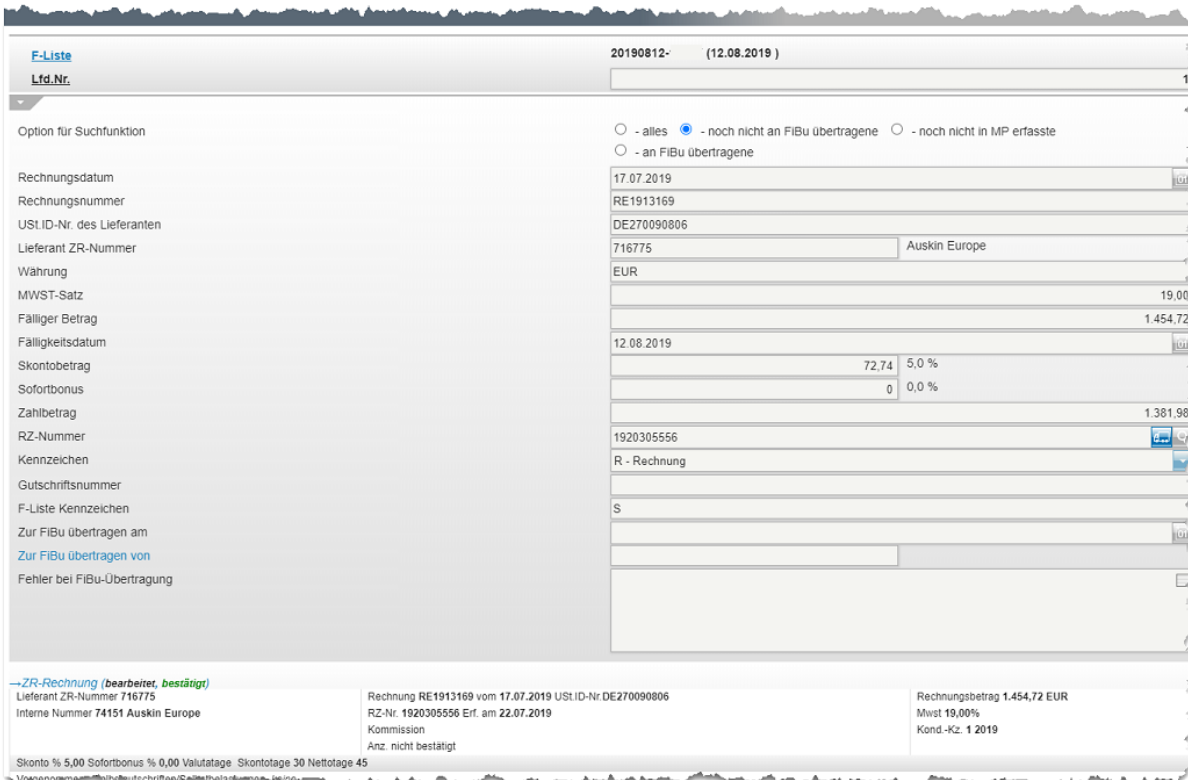 F-Liste 20190812- (12.08.2019 )
Lfd.Nr. 1
Option für Suchfunktion - alles - noch nicht an FiBu übertragene - noch nicht in MP erfasste
- an FiBu übertragene
Rechnungsdatum 17.07.2019
Rechnungsnummer RE1913169
USt.ID-Nr. des Lieferanten DE270090806
Lieferant ZR-Nummer 716775 Auskin Europe
Währung EUR
MWST-Satz 19,00
Fälliger Betrag 1.454,72
Fälligkeitsdatum 12.08.2019
Skontobetrag 72,74 5,0 %
Sofortbonus 0 0,0 %
Zahlbetrag 1.381,98
RZ-Nummer 1920305556
Kennzeichen R - Rechnung
Gutschriftsnummer
F-Liste Kennzeichen S
Zur FiBu übertragen am
Zur FiBu übertragen von
Fehler bei FiBu-Übertragung
→ZR-Rechnung (bearbeitet, bestätigt)
Lieferant ZR-Nummer 716775 Rechnung RE1913169 vom 17.07.2019 USt.ID-Nr.DE270090806 Rechnungsbetrag 1.454,72 EUR
Interne Nummer 74151 Auskin Europe RZ-Nr. 1920305556 Erf. am 22.07.2019 Mwst 19,00%
Kommission Kond.-Kz. 1 2019
Anz. nicht bestätigt
Skonto % 5,00 Sofortbonus % 0,00 Valutatage Skontotage 30 Nettotage 45